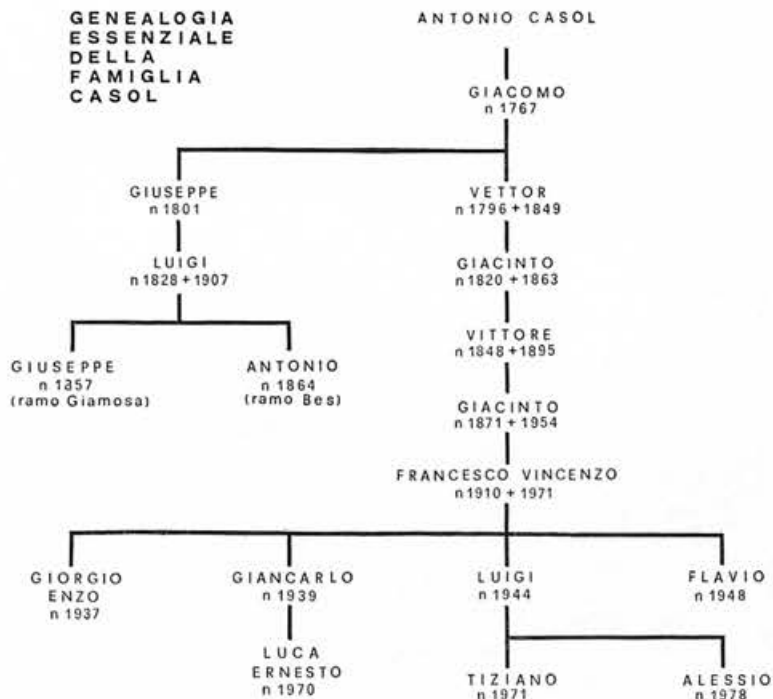 GENEALOGIA
ESSENZIALE
DELLA
FAMIGLIA
CASOL
ANTONIO CASOL
GIACOMO
n 1767
GIUSEPPE
n 1801
VETTOR
n 1796 + 1849
LUIGI
n 1828 + 1907
GIACINTO
n 1820 + 1863
VITTORE
n 1848 + 1895
GIUSEPPE
n 1857
(ramo Giamosa)
ANTONIO
n 1864
(ramo Bes)
GIACINTO
n 1871 + 1954
FRANCESCO VINCENZO
n 1910 + 1971
GIORGIO
ENZO
n 1937
GIANCARLO
n 1939
LUIGI
n 1944
FLAVIO
n 1948
LUCA
ERNESTO
n 1970
TIZIANO
n 1971
ALESSIO
n 1978